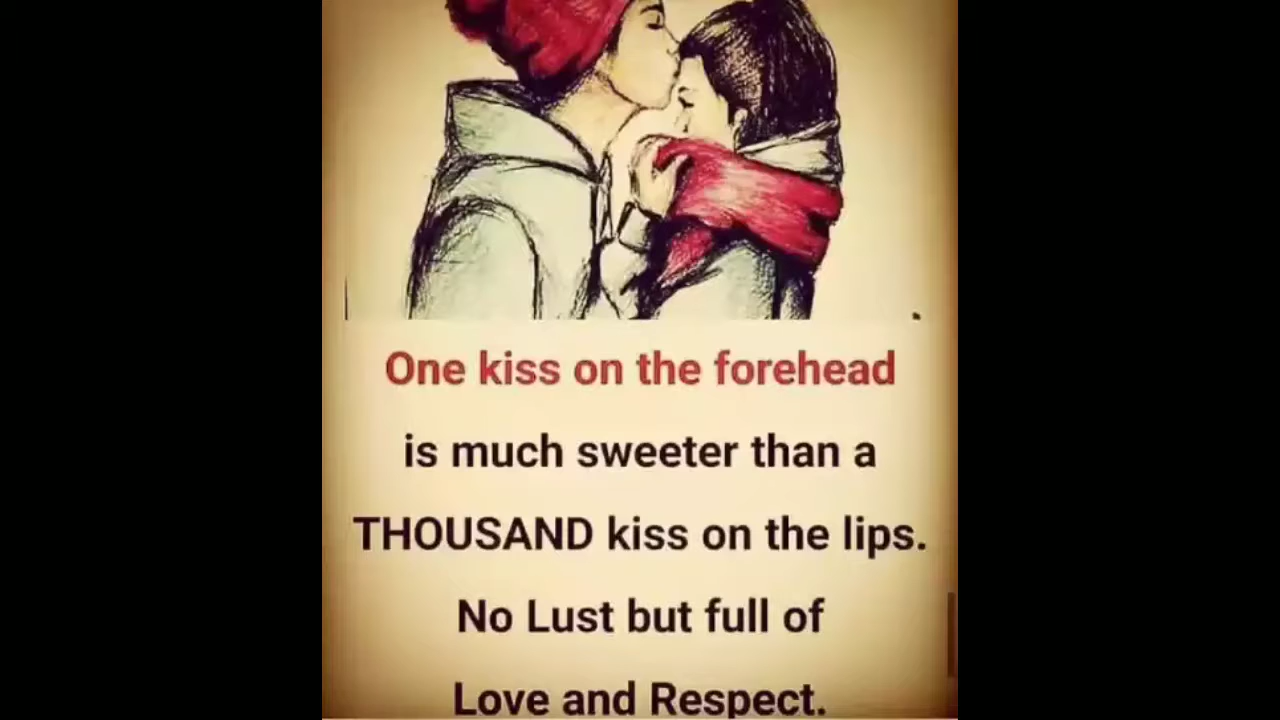 One kiss on the forehead
is much sweeter than a
THOUSAND kiss on the lips.
No Lust but full of
Love and Respect.